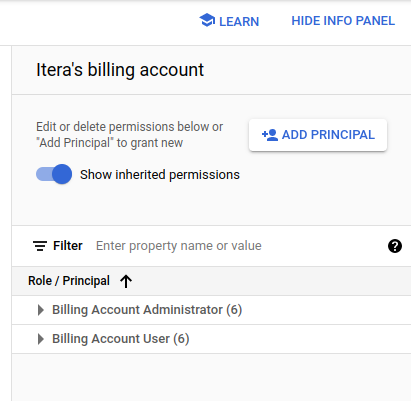 LEARN HIDE INFO PANEL
Itera's billing account
Edit or delete permissions below or
"Add Principal" to grant new
ADD PRINCIPAL
Show inherited permissions
Filter Enter property name or value
Role / Principal
Billing Account Administrator (6)
Billing Account User (6)